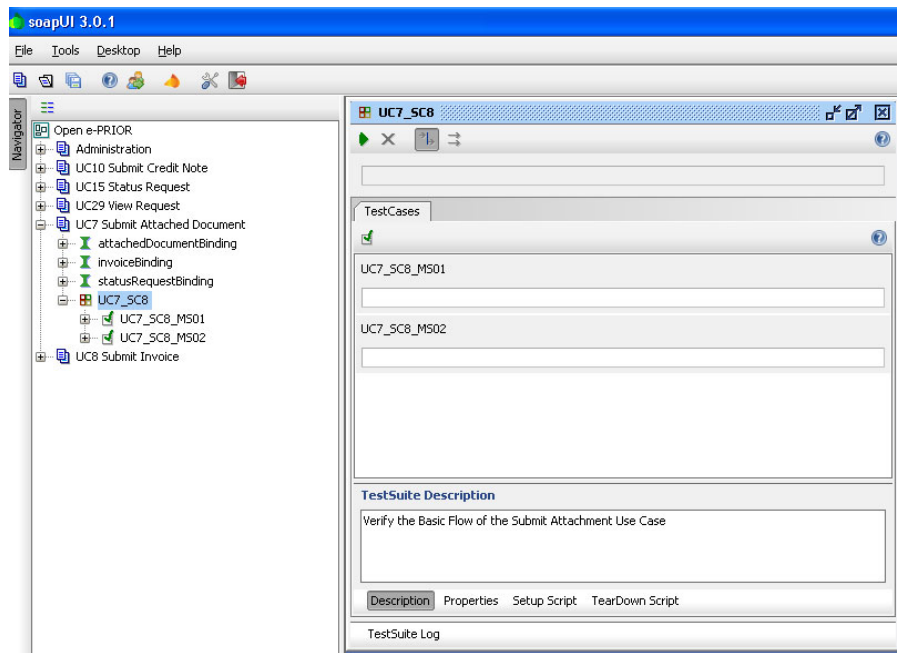 soapUI 3.0.1
File Tools Desktop Help
Navigator
Open e-PRIOR
Administration
UC10 Submit Credit Note
UC15 Status Request
UC29 View Request
UC7 Submit Attached Document
attachedDocumentBinding
invoiceBinding
statusRequestBinding
UC7_SC8
UC7_SC8_MS01
UC7_SC8_MS02
UC8 Submit Invoice
UC7_SC8
TestCases
UC7_SC8_MS01
UC7_SC8_MS02
TestSuite Description
Verify the Basic Flow of the Submit Attachment Use Case
Description Properties Setup Script TearDown Script
TestSuite Log